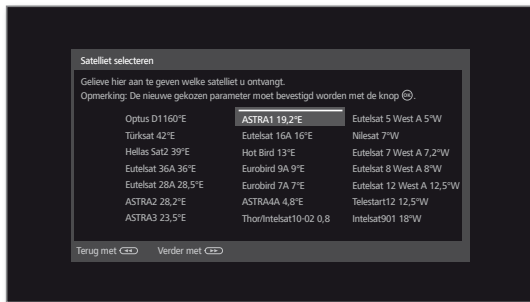 Satelliet selecteren
Gelieve hier aan te geven welke satelliet u ontvangt.
Opmerking: De nieuwe gekozen parameter moet bevestigd worden met de knop OK.
Optus D1160°E ASTRA1 19,2°E Eutelsat 5 West A 5°W
Türksat 42°E Eutelsat 16A 16°E Nilesat 7°W
Hellas Sat2 39°E Hot Bird 13°E Eutelsat 7 West A 7,2°W
Eutelsat 36A 36°E Eurobird 9A 9°E Eutelsat 8 West A 8°W
Eutelsat 28A 28,5°E Eurobird 7A 7°E Eutelsat 12 West A 12,5°W
ASTRA2 28,2°E ASTRA4A 4,8°E Telestart12 12,5°W
ASTRA3 23,5°E Thor/Intelsat10-02 0,8 Intelsat901 18°W
Terug met Verder met